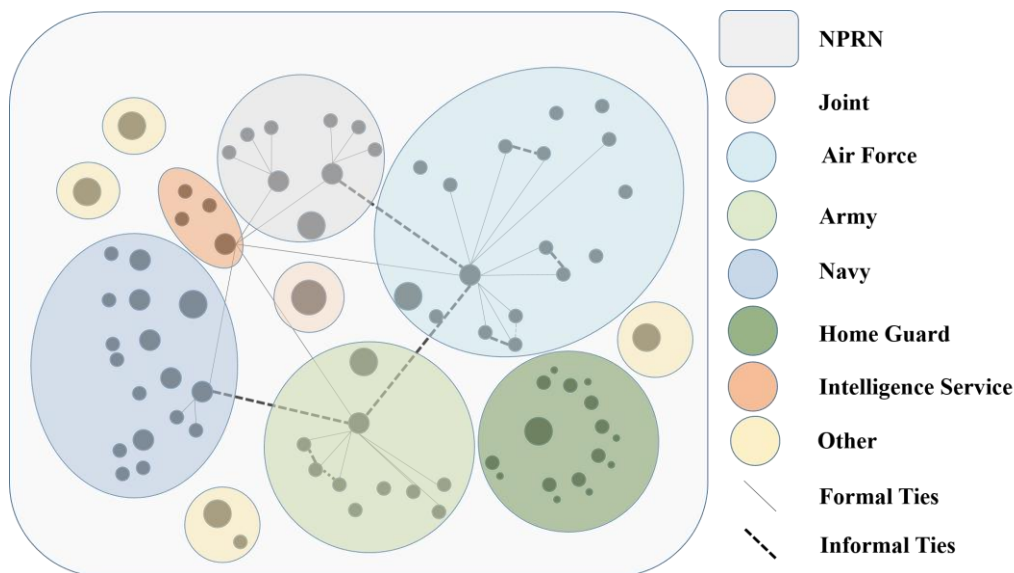 NPRN
Joint
Air Force
Army
Navy
Home Guard
Intelligence Service
Other
Formal Ties
Informal Ties